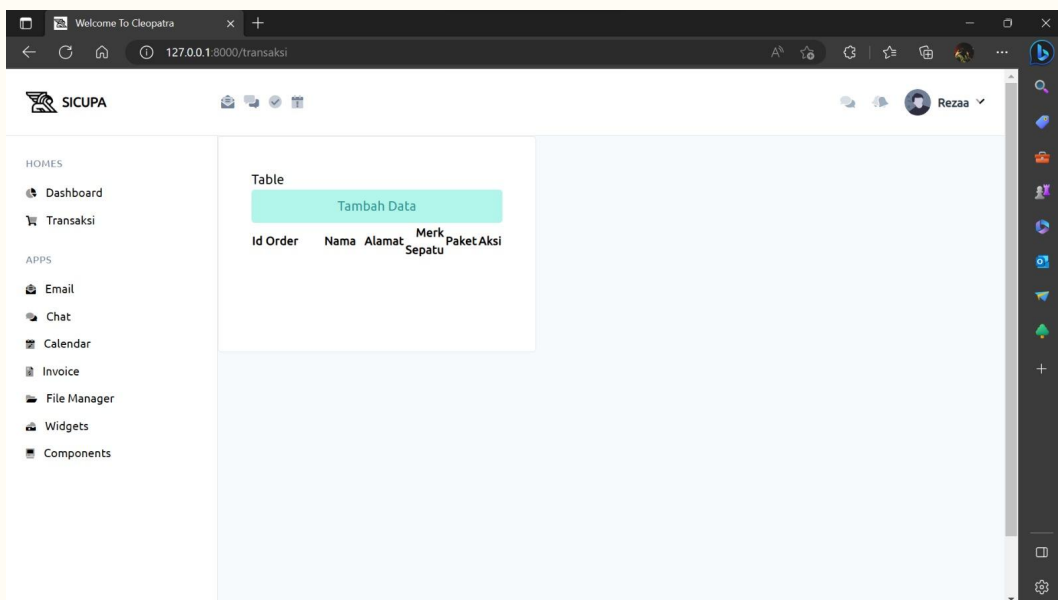 Welcome To Cleopatra
127.0.0.1:8000/transaksi
SICUPA
Rezaa
HOMES
Dashboard
Transaksi
APPS
Email
Chat
Calendar
Invoice
File Manager
Widgets
Components
Table
Tambah Data
Id Order Nama Alamat Merk Sepatu Paket Aksi